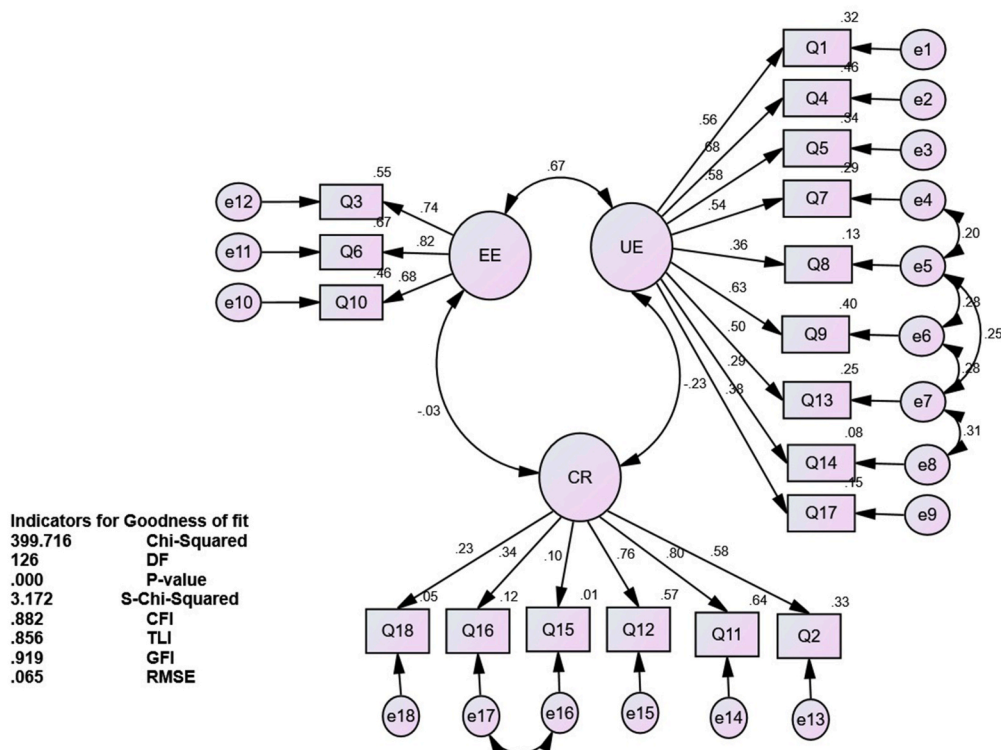 .32
Q1
e1
.46
Q4
e2
.56
.34
.68
Q5
e3
.67
.58
.29
.55
e12
Q3
.74
.54
Q7
e4
.67
.20
e11
Q6
.82
EE
UE
.36
.13
Q8
e5
.46
.68
e10
Q10
.63
.40
.28
.25
Q9
e6
.50
.29
.25
.28
-.23
.38
Q13
e7
-.03
.08
.31
Q14
e8
CR
.15
Q17
e9
Indicators for Goodness of fit
399.716 Chi-Squared
126 DF
.000 P-value
3.172 S-Chi-Squared
.882 CFI
.856 TLI
.919 GFI
.065 RMSE
.23
.34
.10
.76
.80
.58
.05
.12
.01
.57
.64
.33
Q18
Q16
Q15
Q12
Q11
Q2
e18
e17
e16
e15
e14
e13